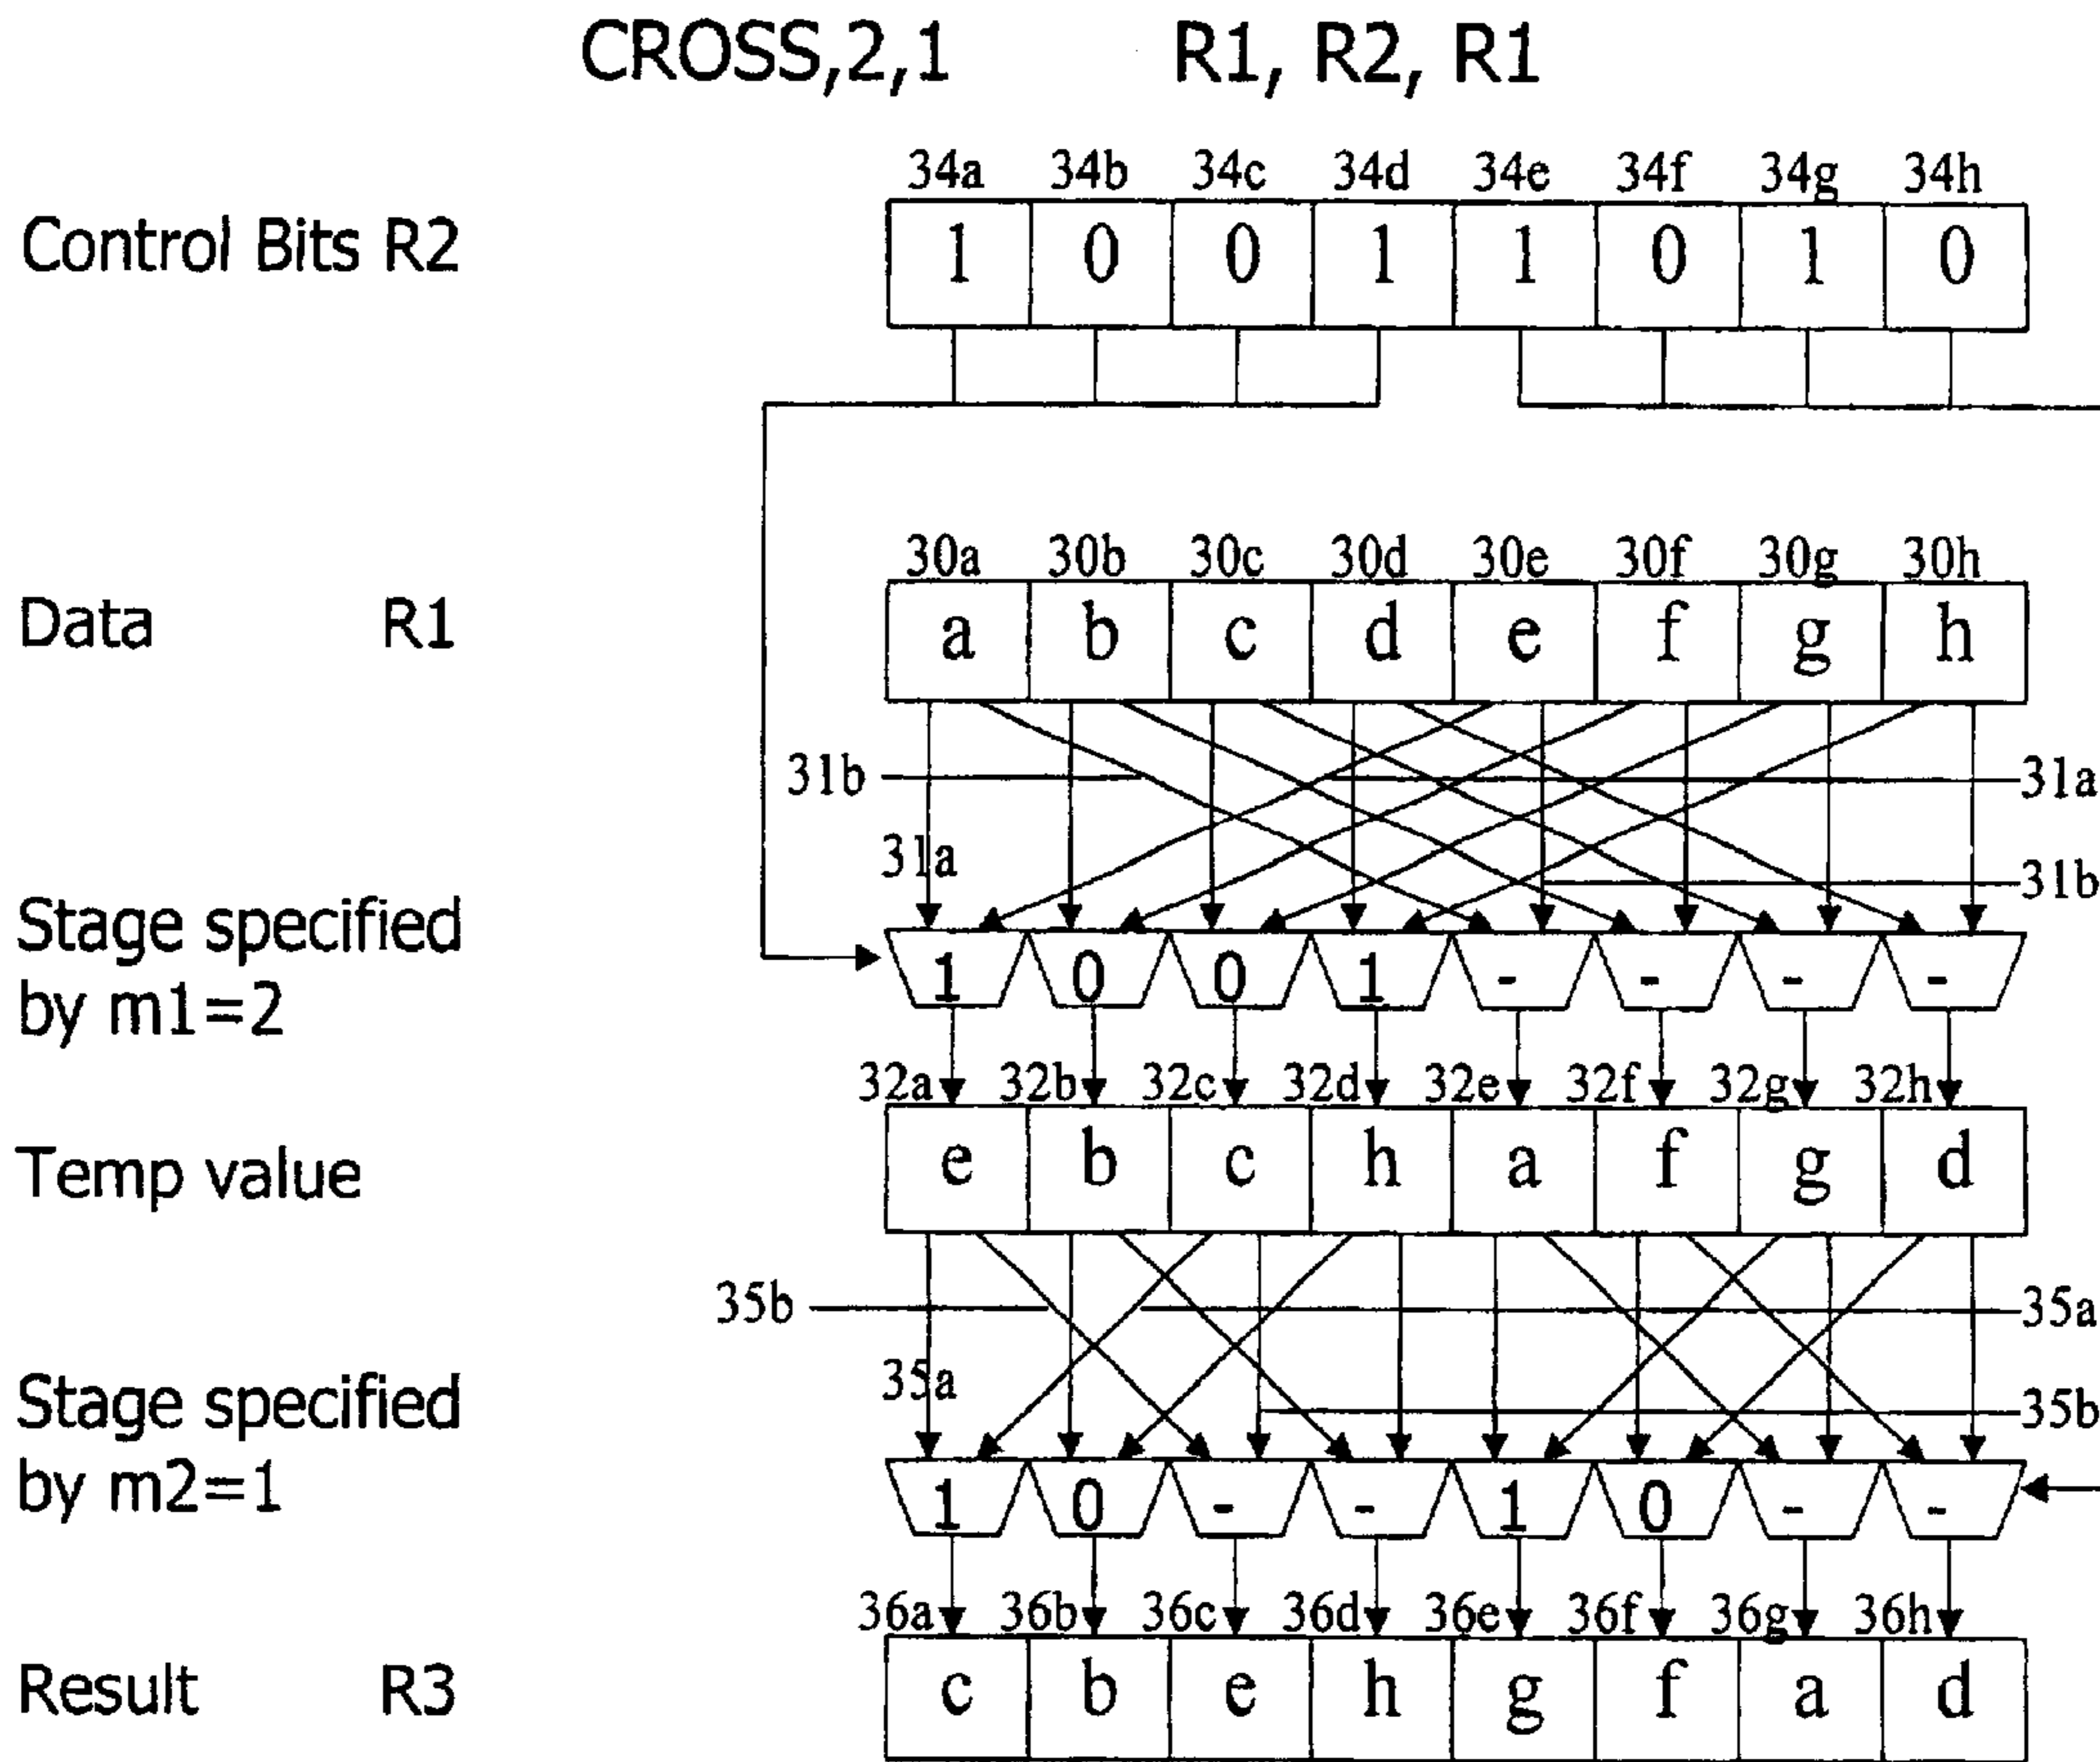 CROSS,2,1 R1, R2, R1
34a 34b 34c 34d 34e 34f 34g 34h
Control Bits R2 1 0 0 1 1 0 1 0
30a 30b 30c 30d 30e 30f 30g 30h
Data R1 a b c d e f g h
31b 31a
31a 31b
Stage specified
by m1=2 1 0 0 1 - - - -
32a 32b 32c 32d 32e 32f 32g 32h
Temp value e b c h a f g d
35b 35a
35a 35b
Stage specified
by m2=1 1 0 - - 1 0 - -
36a 36b 36c 36d 36e 36f 36g 36h
Result R3 c b e h g f a d